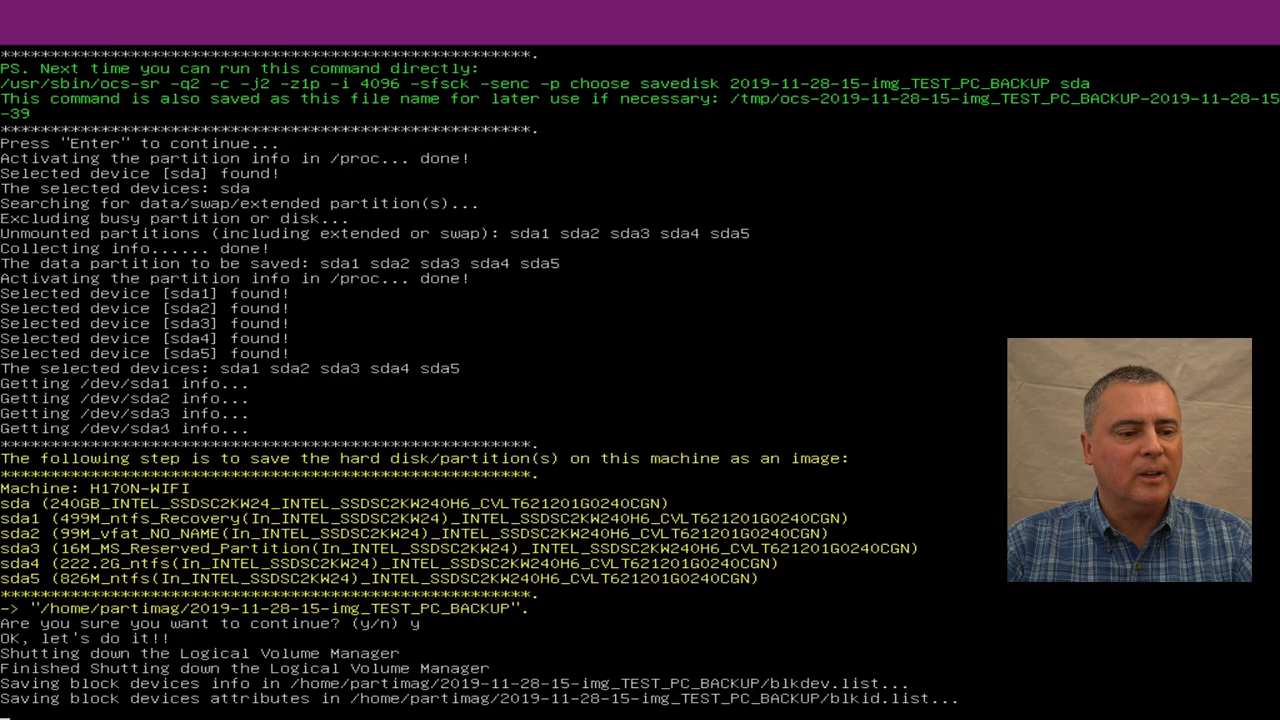 *****************************************************.
PS. Next time you can run this command directly:
/usr/sbin/ocs-sr -q2 -c -j2 -z1p -i 4096 -sfsck -senc -p choose savedisk 2019-11-28-15-img_TEST_PC_BACKUP sda
This command is also saved as this file name for later use if necessary: /tmp/ocs-2019-11-28-15-img_TEST_PC_BACKUP-2019-11-28-15
-39
*****************************************************.
Press "Enter" to continue...
Activating the partition info in /proc... done!
Selected device [sda] found!
The selected devices: sda
Searching for data/swap/extended partition(s)...
Excluding busy partition or disk...
Unmounted partitions (including extended or swap): sda1 sda2 sda3 sda4 sda5
Collecting info...... done!
The data partition to be saved: sda1 sda2 sda3 sda4 sda5
Activating the partition info in /proc... done!
Selected device [sda1] found!
Selected device [sda2] found!
Selected device [sda3] found!
Selected device [sda4] found!
Selected device [sda5] found!
The selected devices: sda1 sda2 sda3 sda4 sda5
Getting /dev/sda1 info...
Getting /dev/sda2 info...
Getting /dev/sda3 info...
Getting /dev/sda4 info...
*****************************************************.
The following step is to save the hard disk/partition(s) on this machine as an image:
*****************************************************.
Machine: H170N-WIFI
sda (240GB_INTEL_SSDSC2KW24_INTEL_SSDSC2KW240H6_CVLT621201G0240CGN)
sda1 (499M_ntfs_Recovery(In_INTEL_SSDSC2KW24)_INTEL_SSDSC2KW240H6_CVLT621201G0240CGN)
sda2 (99M_vfat_NO_NAME(In_INTEL_SSDSC2KW24)_INTEL_SSDSC2KW240H6_CVLT621201G0240CGN)
sda3 (16M_MS_Reserved_Partition(In_INTEL_SSDSC2KW24)_INTEL_SSDSC2KW240H6_CVLT621201G0240CGN)
sda4 (222.2G_ntfs(In_INTEL_SSDSC2KW24)_INTEL_SSDSC2KW240H6_CVLT621201G0240CGN)
sda5 (826M_ntfs(In_INTEL_SSDSC2KW24)_INTEL_SSDSC2KW240H6_CVLT621201G0240CGN)
*****************************************************.
-> "/home/partimag/2019-11-28-15-img_TEST_PC_BACKUP".
Are you sure you want to continue? (y/n) y
OK, let's do it!!
Shutting down the Logical Volume Manager
Finished Shutting down the Logical Volume Manager
Saving block devices info in /home/partimag/2019-11-28-15-img_TEST_PC_BACKUP/blkdev.list...
Saving block devices attributes in /home/partimag/2019-11-28-15-img_TEST_PC_BACKUP/blkid.list...